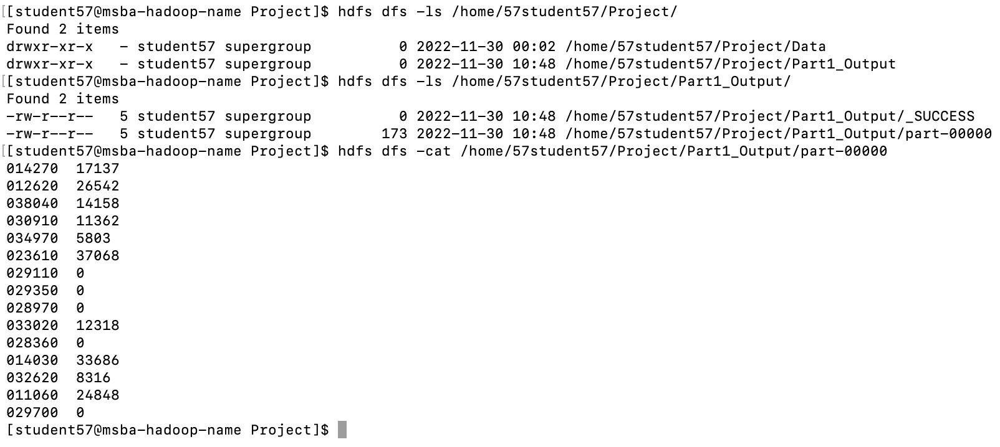 [student57@msba-hadoop-name Project]$ hdfs dfs -ls /home/57student57/Project/
Found 2 items
drwxr-xr-x   - student57 supergroup          0 2022-11-30 00:02 /home/57student57/Project/Data
drwxr-xr-x   - student57 supergroup          0 2022-11-30 10:48 /home/57student57/Project/Part1_Output
[student57@msba-hadoop-name Project]$ hdfs dfs -ls /home/57student57/Project/Part1_Output/
Found 2 items
-rw-r--r--   5 student57 supergroup          0 2022-11-30 10:48 /home/57student57/Project/Part1_Output/_SUCCESS
-rw-r--r--   5 student57 supergroup        173 2022-11-30 10:48 /home/57student57/Project/Part1_Output/part-00000
[student57@msba-hadoop-name Project]$ hdfs dfs -cat /home/57student57/Project/Part1_Output/part-00000
014270  17137
012620  26542
038040  14158
030910  11362
034970  5803
023610  37068
029110  0
029350  0
028970  0
033020  12318
028360  0
014030  33686
032620  8316
011060  24848
029700  0
[student57@msba-hadoop-name Project]$